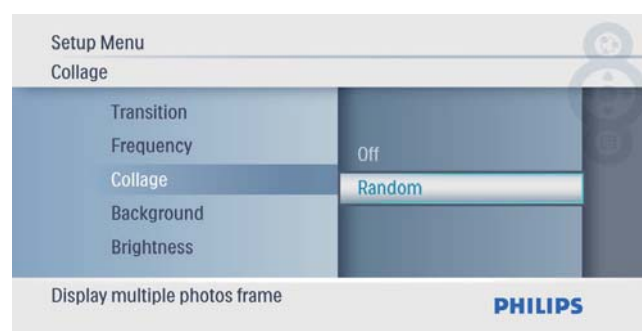 Setup Menu
Collage
Transition
Frequency
Collage
Background
Brightness
Off
Random
Display multiple photos frame
PHILIPS